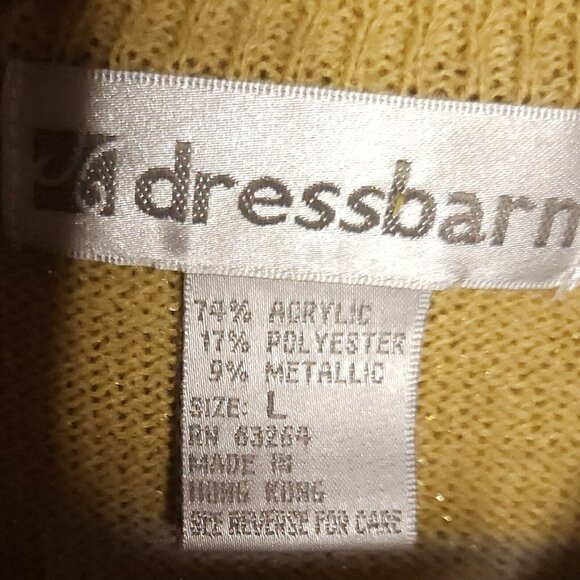 dressbarn
74% ACRYLIC
17% POLYESTER
9% METALLIC
SIZE: L
RN 63264
MADE IN
HONG KONG
SEE REVERSE FOR CARE